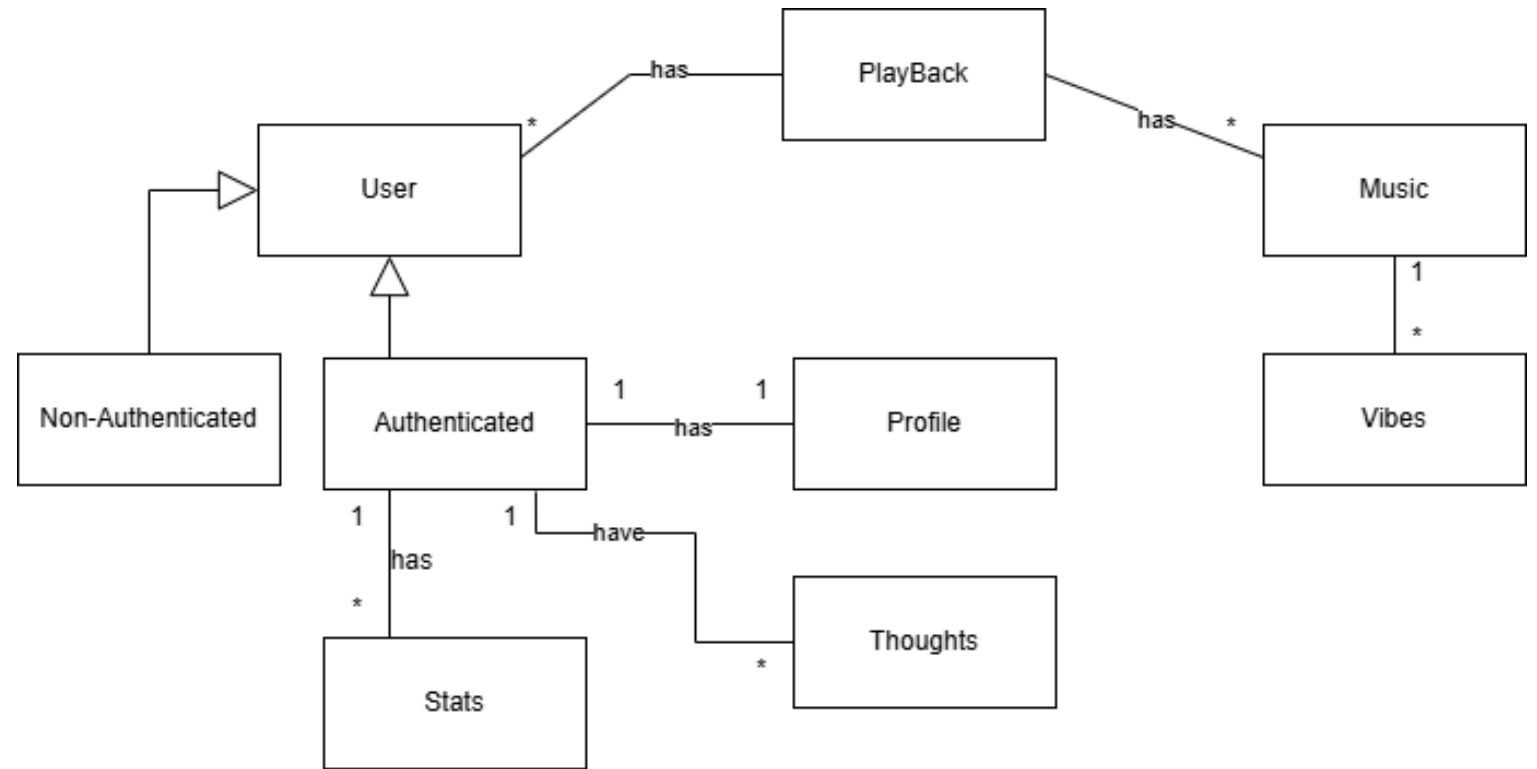 PlayBack
has
has
*
*
User
Music
1
*
Non-Authenticated
Authenticated
1
1
has
Profile
Vibes
1
1
has
have
*
*
Thoughts
Stats